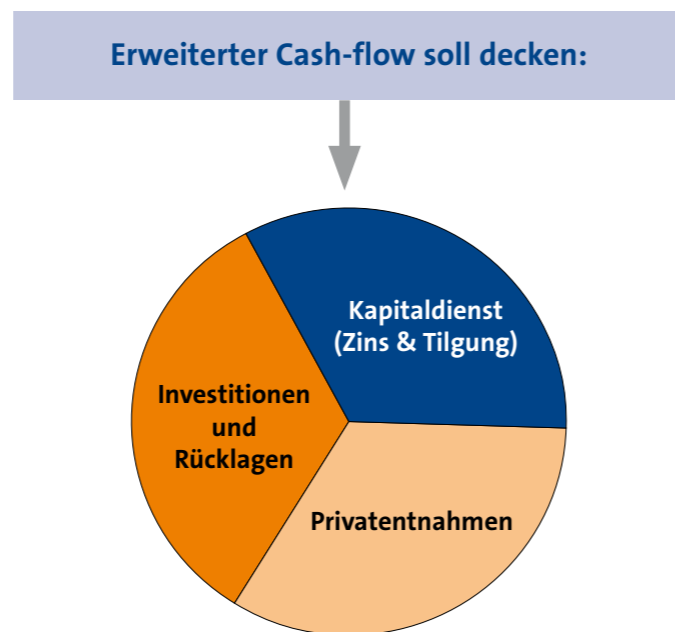 Erweiterter Cash-flow soll decken:
Kapitaldienst
(Zins & Tilgung)
Investitionen
und
Rücklagen
Privatentnahmen